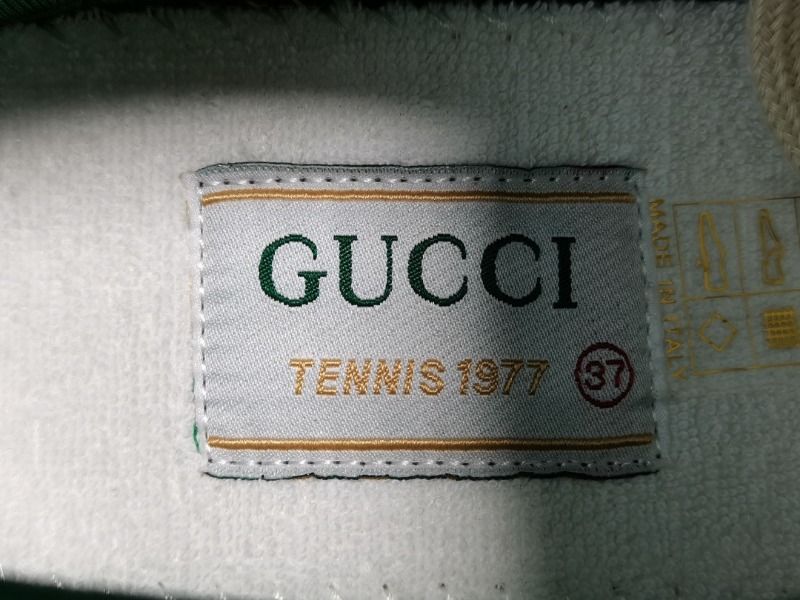 GUCCI
TENNIS 1977 37
MADE IN ITALY